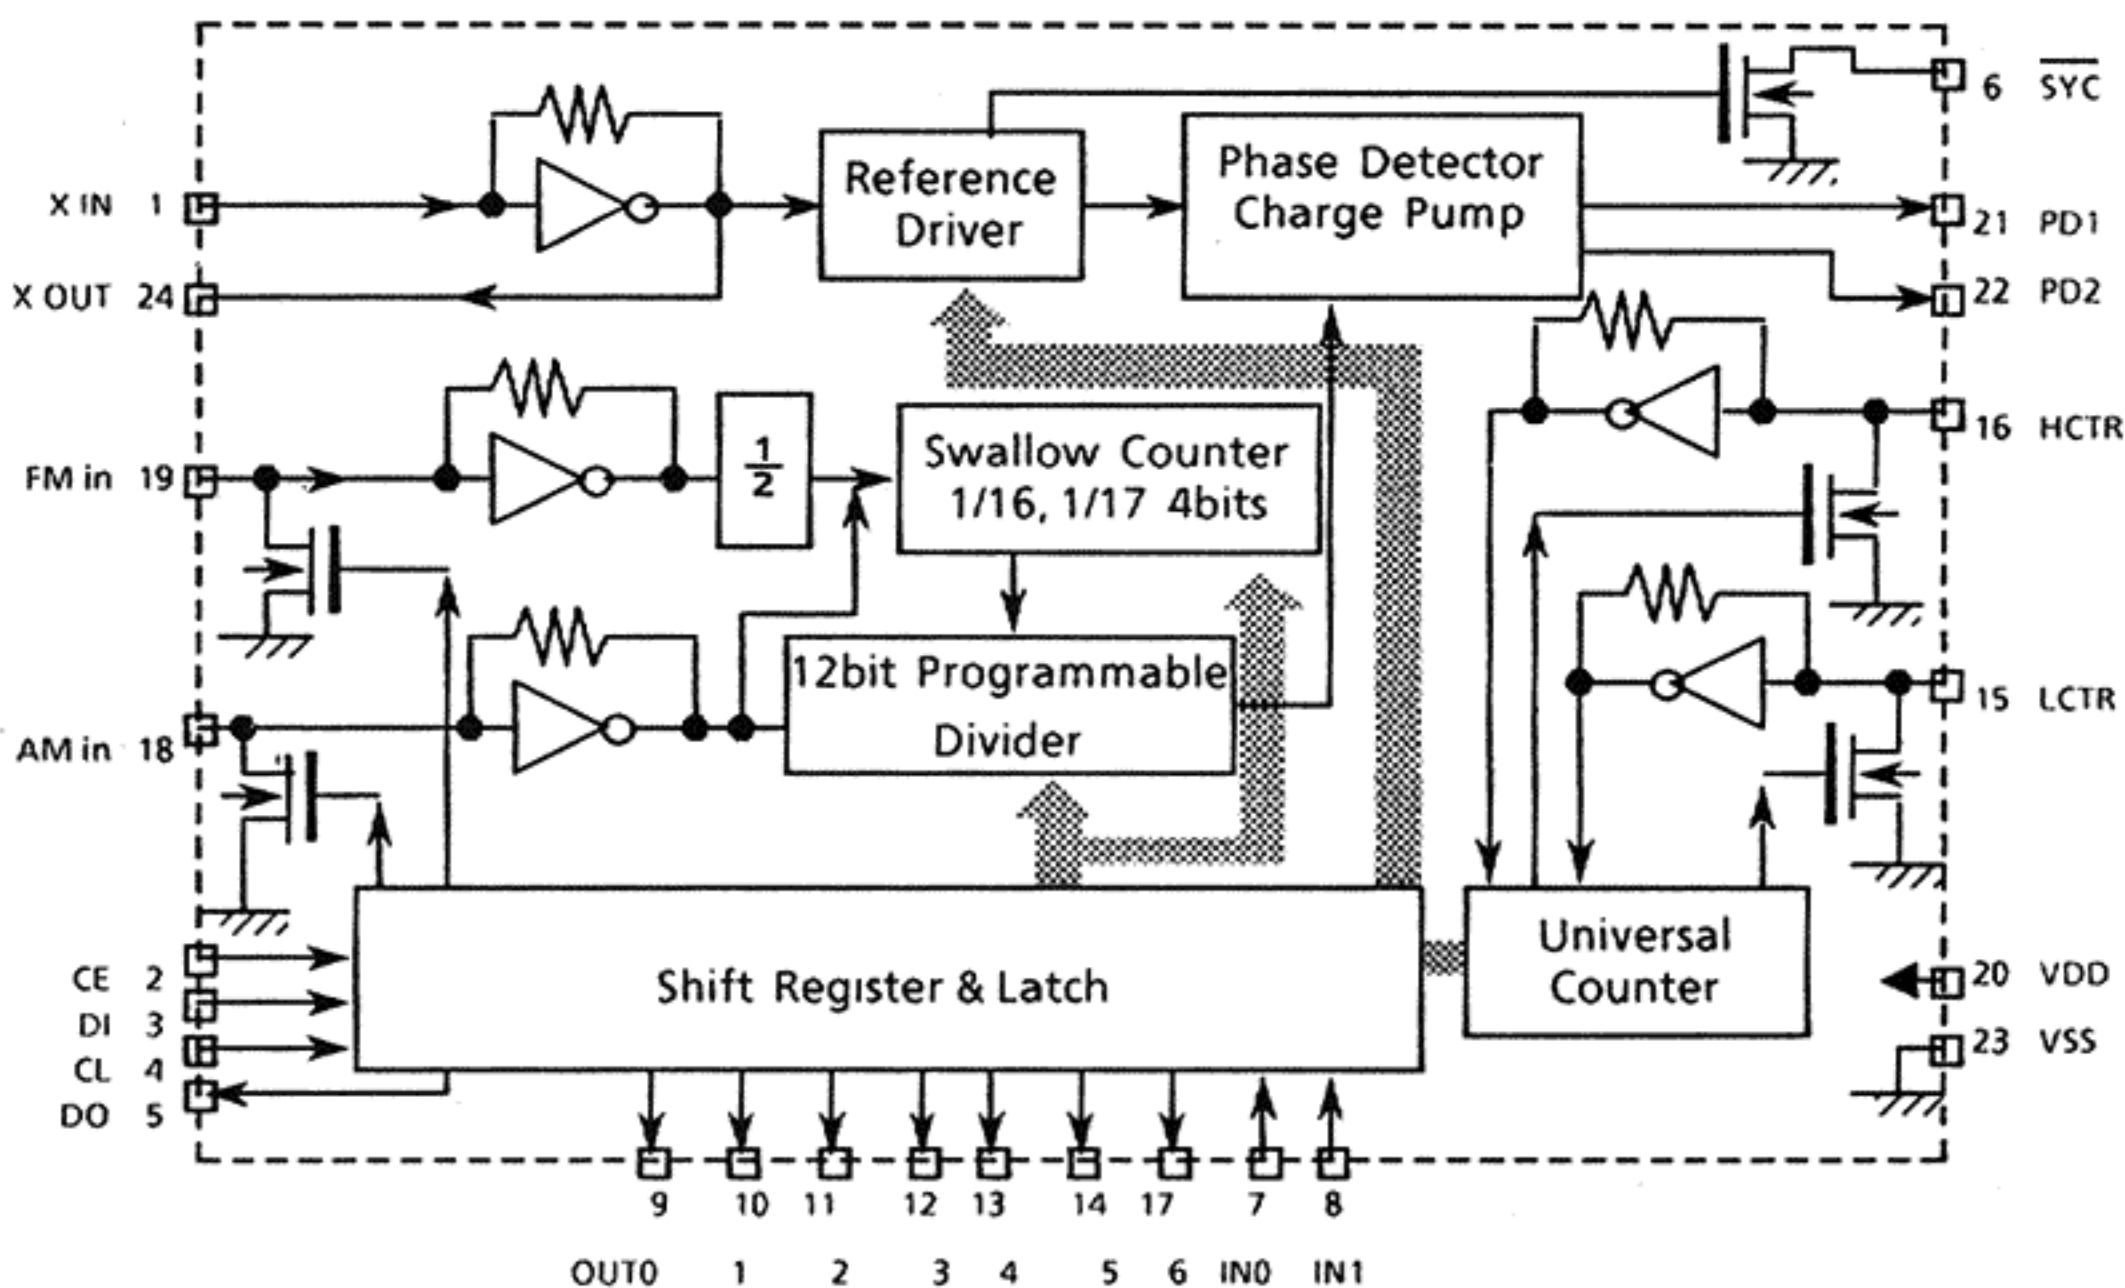 6 SYC
Phase Detector
Charge Pump
Reference
Driver
X IN 1
21 PD1
X OUT 24
22 PD2
16 HCTR
1
2
Swallow Counter
1/16, 1/17 4bits
FM in 19
12bit Programmable
Divider
15 LCTR
AM in 18
Universal
Counter
Shift Register & Latch
20 VDD
CE 2
DI 3
23 VSS
CL 4
DO 5
9 10 11 12 13 14 17 7 8
OUT0 1 2 3 4 5 6 IN0 IN1